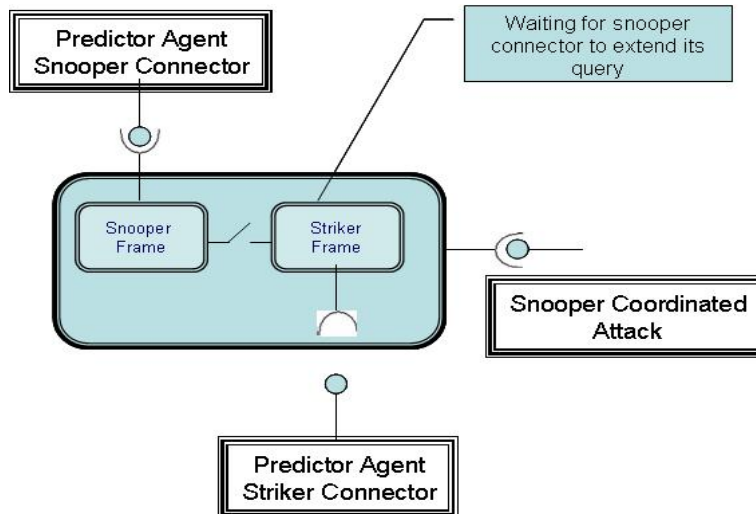 Predictor Agent
Snooper Connector
Waiting for snooper
connector to extend its
query
Snooper
Frame
Striker
Frame
Snooper Coordinated
Attack
Predictor Agent
Striker Connector